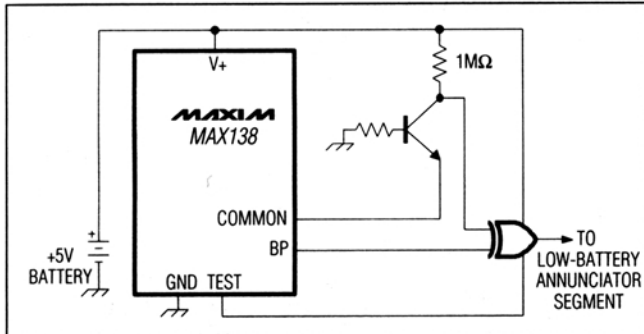 V+
1MΩ
MAXIM
MAX138
COMMON
BP
+
+5V
BATTERY
GND TEST
TO
LOW-BATTERY
ANNUNCIATOR
SEGMENT